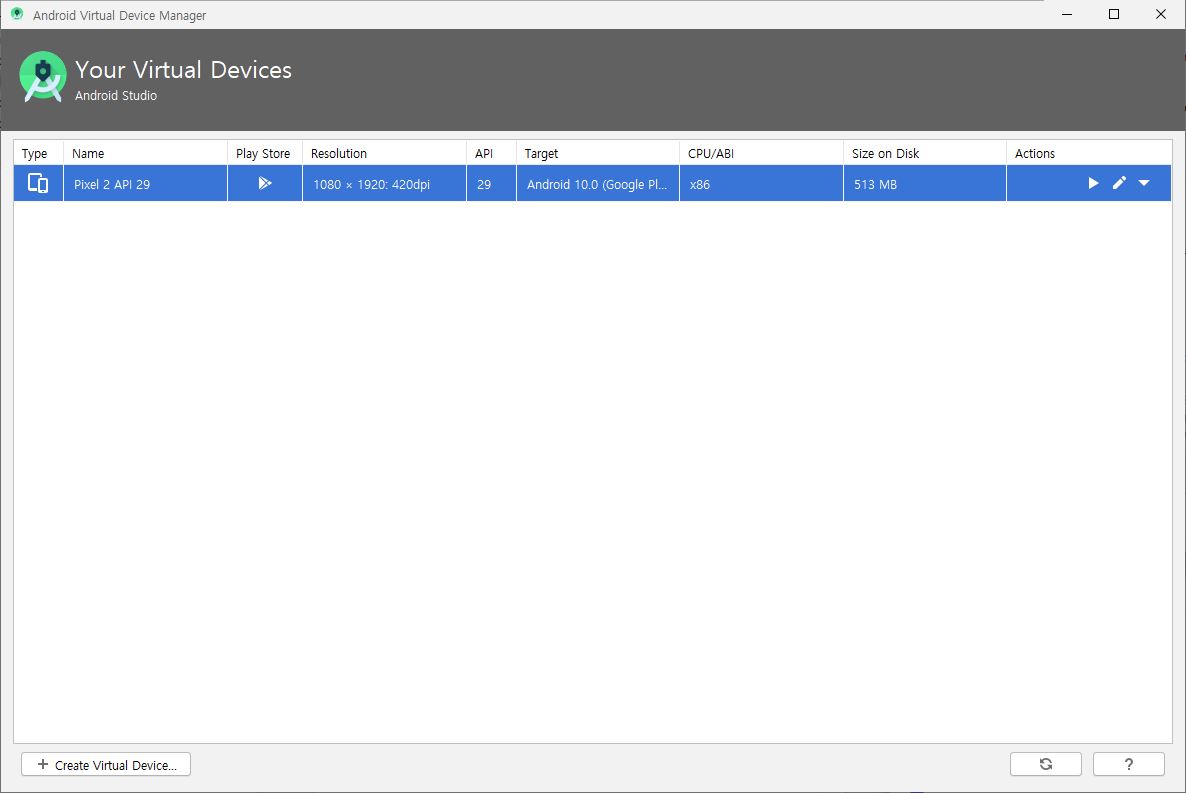 Android Virtual Device Manager
Your Virtual Devices
Android Studio
Type Name Play Store Resolution API Target CPU/ABI Size on Disk Actions
Pixel 2 API 29 1080 × 1920: 420dpi 29 Android 10.0 (Google Pl... x86 513 MB
+ Create Virtual Device... ?